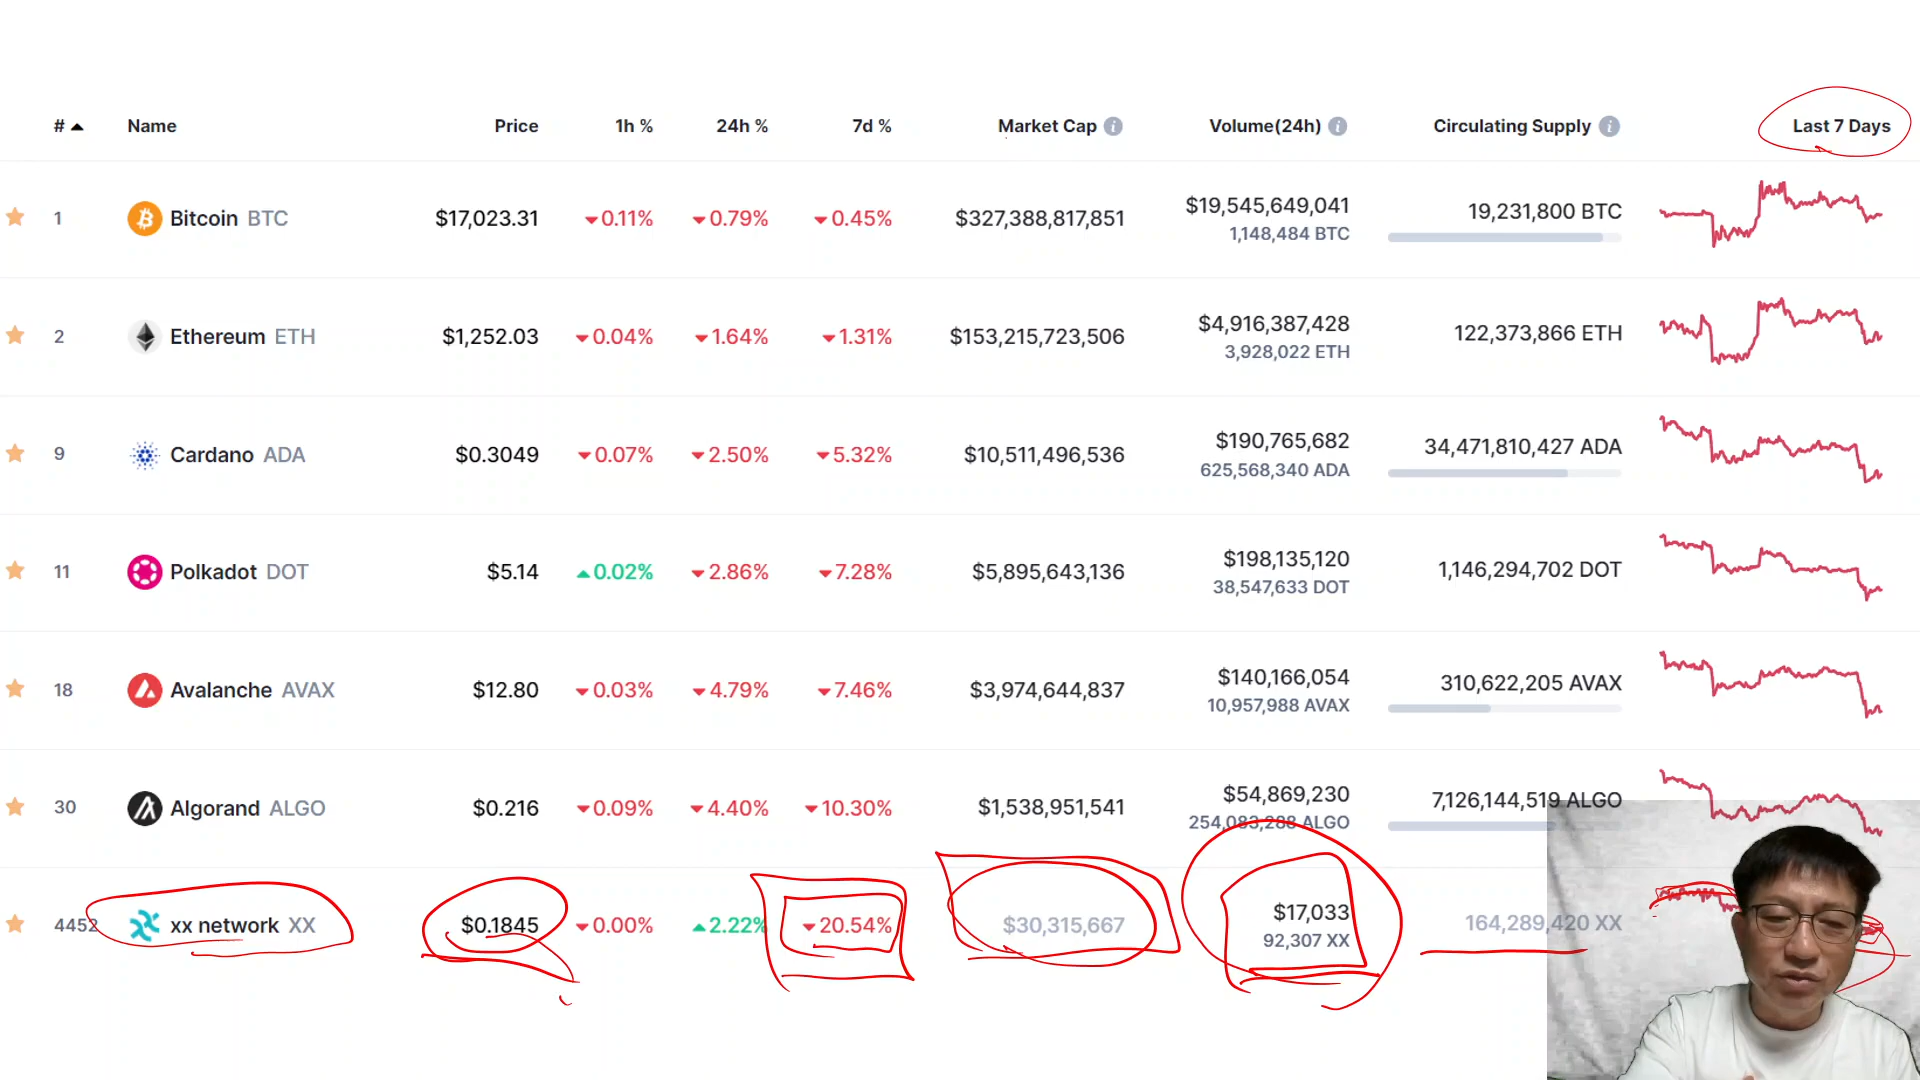 # Name Price 1h % 24h % 7d % Market Cap Volume(24h) Circulating Supply Last 7 Days
1 Bitcoin BTC $17,023.31 0.11% 0.79% 0.45% $327,388,817,851 $19,545,649,041 19,231,800 BTC
1,148,484 BTC
2 Ethereum ETH $1,252.03 0.04% 1.64% 1.31% $153,215,723,506 $4,916,387,428 122,373,866 ETH
3,928,022 ETH
9 Cardano ADA $0.3049 0.07% 2.50% 5.32% $10,511,496,536 $190,765,682 34,471,810,427 ADA
625,568,340 ADA
11 Polkadot DOT $5.14 0.02% 2.86% 7.28% $5,895,643,136 $198,135,120 1,146,294,702 DOT
38,547,633 DOT
18 Avalanche AVAX $12.80 0.03% 4.79% 7.46% $3,974,644,837 $140,166,054 310,622,205 AVAX
10,957,988 AVAX
30 Algorand ALGO $0.216 0.09% 4.40% 10.30% $1,538,951,541 $54,869,230 7,126,144,519 ALGO
254,083,288 ALGO
4452 xx network XX $0.1845 0.00% 2.22% 20.54% $30,315,667 $17,033 164,289,420 XX
92,307 XX